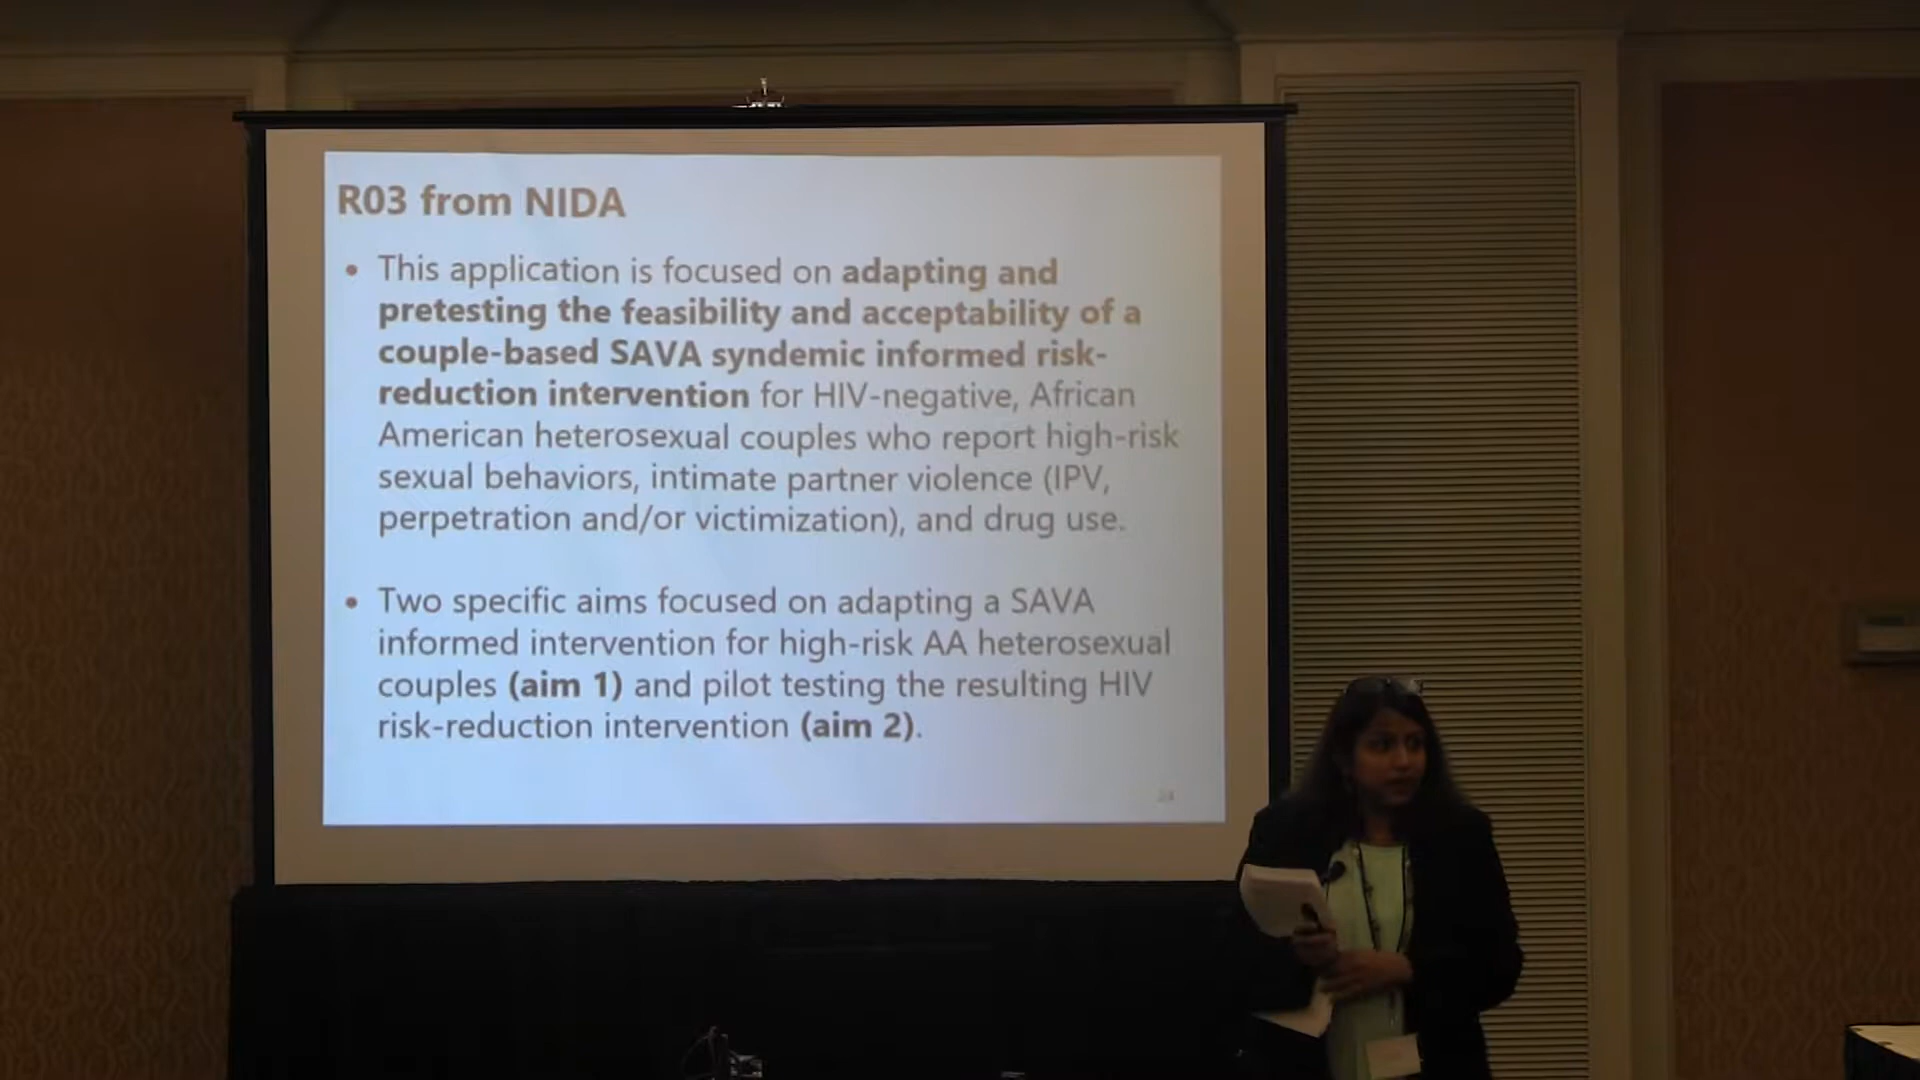 R03 from NIDA
• This application is focused on adapting and
pretesting the feasibility and acceptability of a
couple-based SAVA syndemic informed risk-
reduction intervention for HIV-negative, African
American heterosexual couples who report high-risk
sexual behaviors, intimate partner violence (IPV,
perpetration and/or victimization), and drug use.
• Two specific aims focused on adapting a SAVA
informed intervention for high-risk AA heterosexual
couples (aim 1) and pilot testing the resulting HIV
risk-reduction intervention (aim 2).